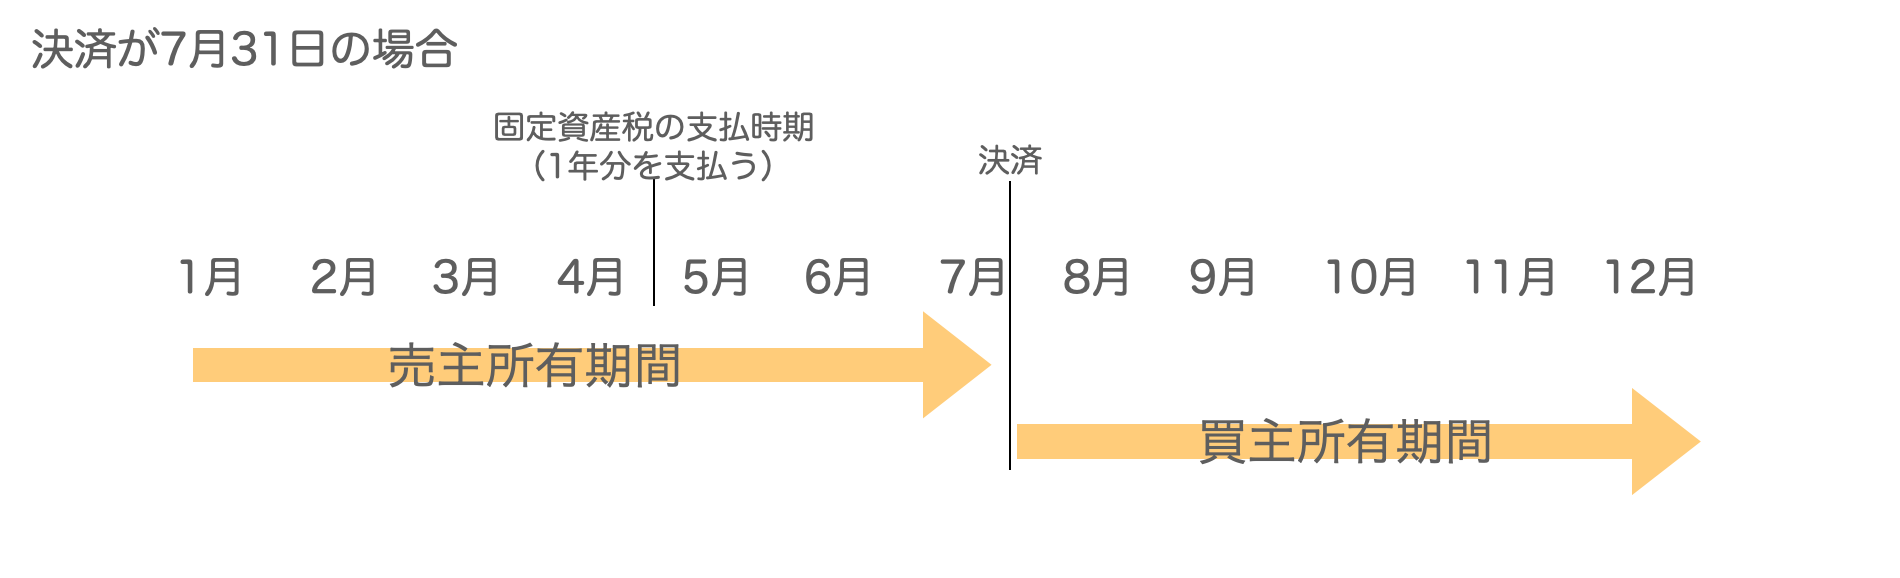 決済が7月31日の場合
固定資産税の支払時期
（1年分を支払う）
決済
1月 2月 3月 4月 5月 6月 7月 8月 9月 10月 11月 12月
売主所有期間
買主所有期間